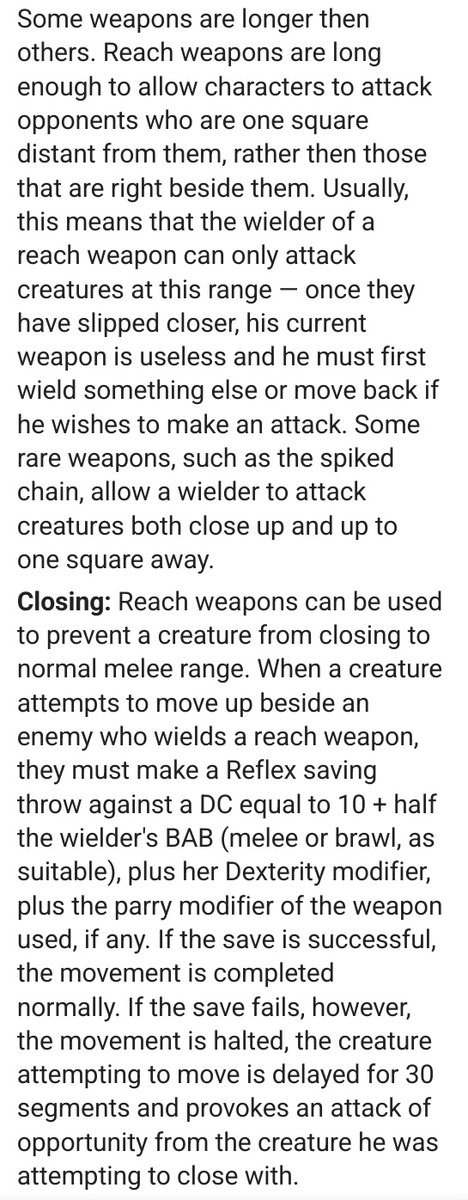 Some weapons are longer then
others. Reach weapons are long
enough to allow characters to attack
opponents who are one square
distant from them, rather then those
that are right beside them. Usually,
this means that the wielder of a
reach weapon can only attack
creatures at this range — once they
have slipped closer, his current
weapon is useless and he must first
wield something else or move back if
he wishes to make an attack. Some
rare weapons, such as the spiked
chain, allow a wielder to attack
creatures both close up and up to
one square away.
Closing: Reach weapons can be used
to prevent a creature from closing to
normal melee range. When a creature
attempts to move up beside an
enemy who wields a reach weapon,
they must make a Reflex saving
throw against a DC equal to 10 + half
the wielder's BAB (melee or brawl, as
suitable), plus her Dexterity modifier,
plus the parry modifier of the weapon
used, if any. If the save is successful,
the movement is completed
normally. If the save fails, however,
the movement is halted, the creature
attempting to move is delayed for 30
segments and provokes an attack of
opportunity from the creature he was
attempting to close with.